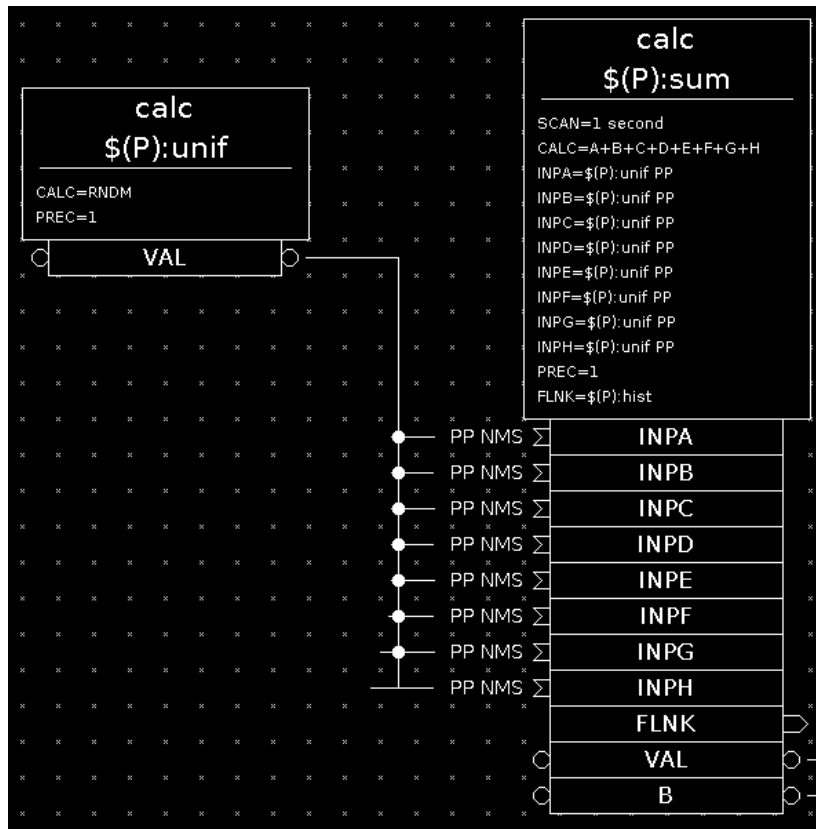 calc
$(P):unif
CALC=RNDM
PREC=1
VAL
calc
$(P):sum
SCAN=1 second
CALC=A+B+C+D+E+F+G+H
INPA=$(P):unif PP
INPB=$(P):unif PP
INPC=$(P):unif PP
INPD=$(P):unif PP
INPE=$(P):unif PP
INPF=$(P):unif PP
INPG=$(P):unif PP
INPH=$(P):unif PP
PREC=1
FLNK=$(P):hist
PP NMS INPA
PP NMS INPB
PP NMS INPC
PP NMS INPD
PP NMS INPE
PP NMS INPF
PP NMS INPG
PP NMS INPH
FLNK
VAL
B